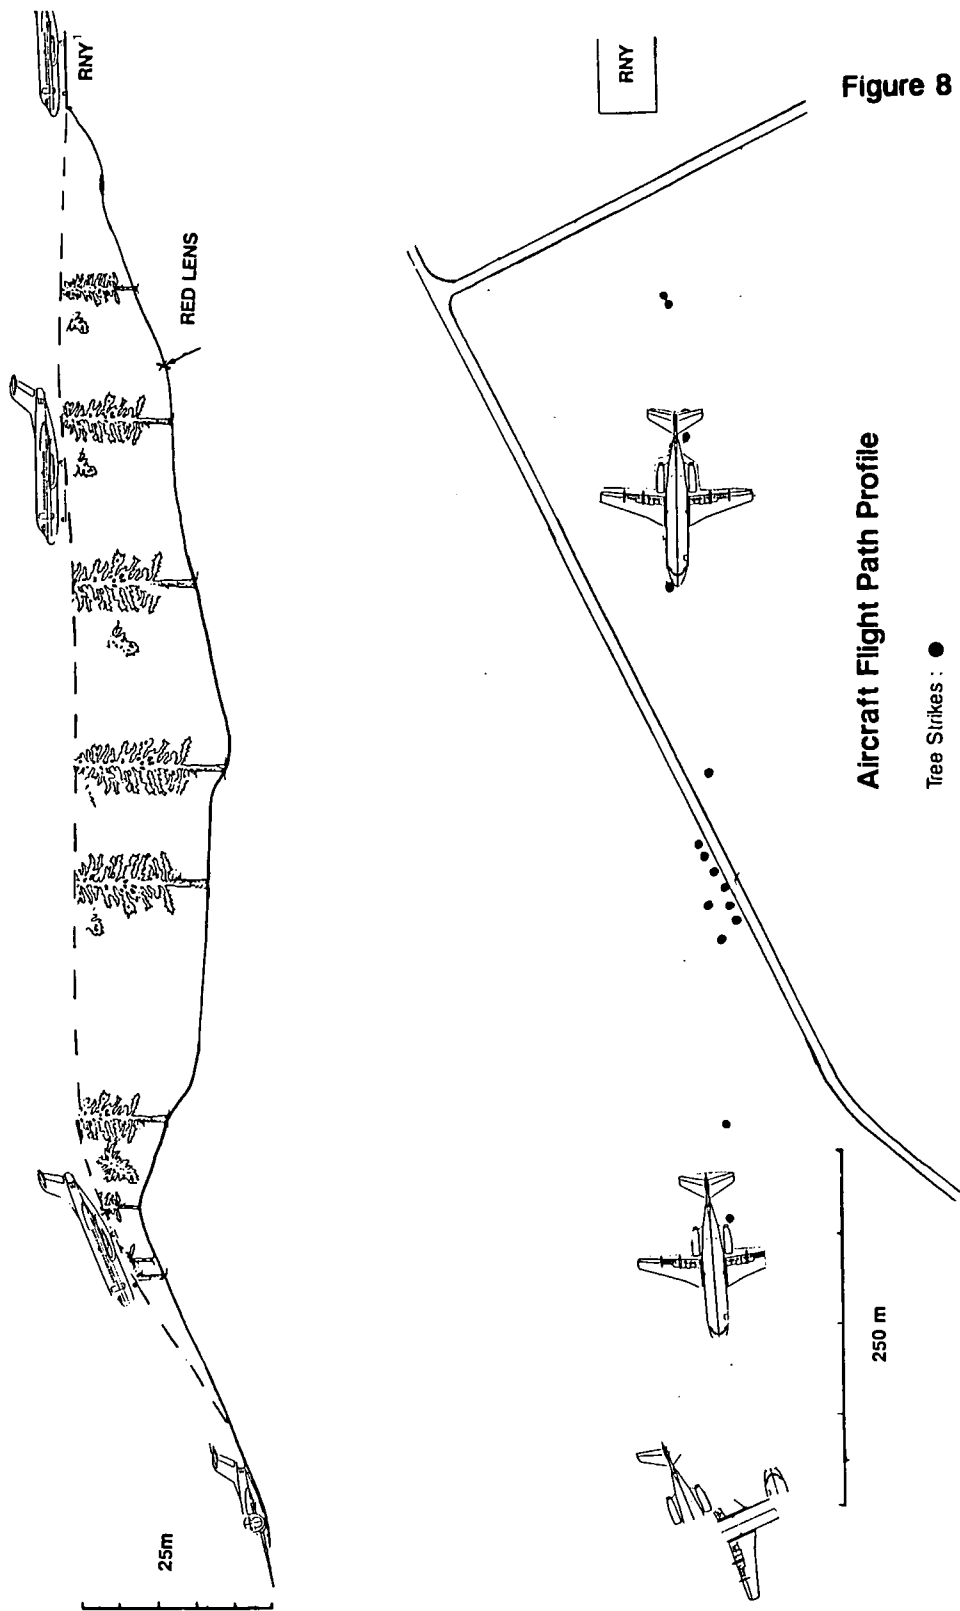 Figure 8
RNY
RED LENS
25m
RNY
Aircraft Flight Path Profile
Tree Strikes :
250 m